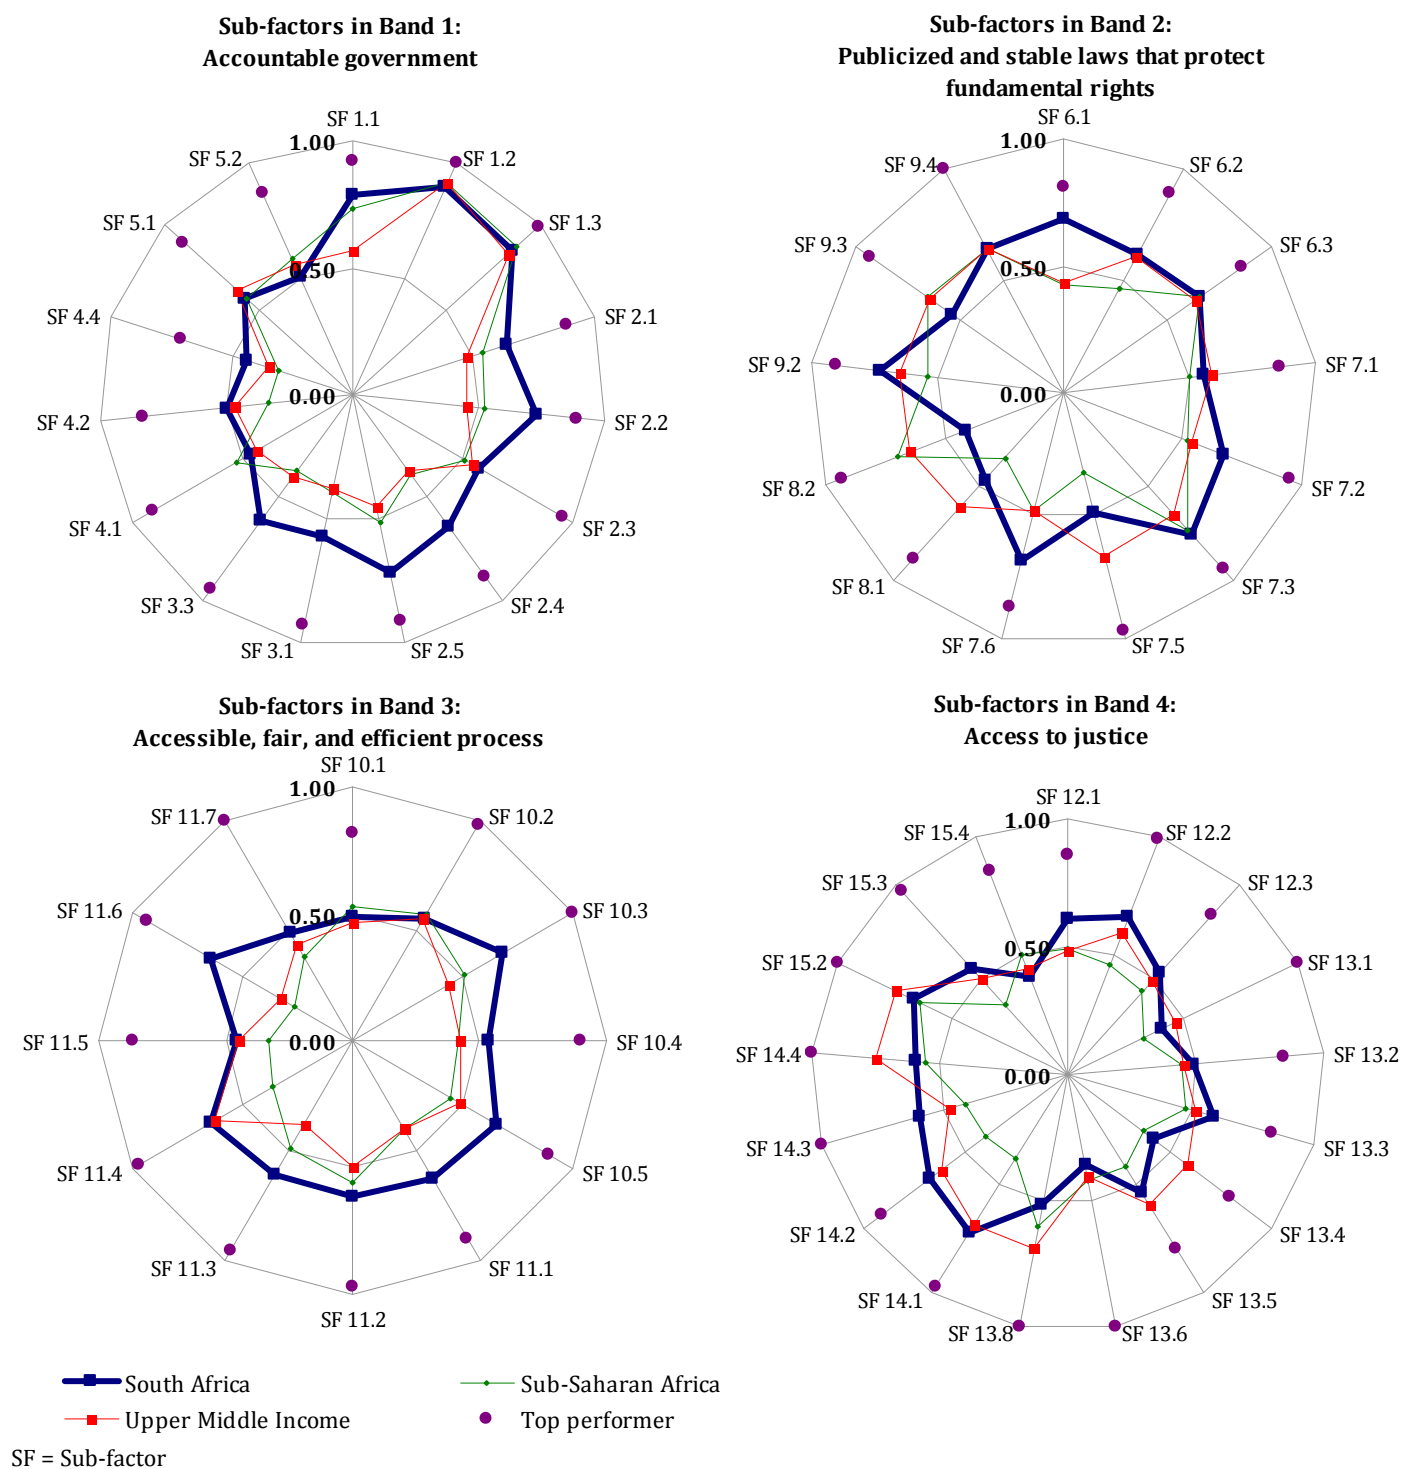 Sub-factors in Band 1:
Accountable government
SF 1.1
1.00
SF 1.2
SF 1.3
SF 2.1
SF 2.2
SF 2.3
SF 2.4
SF 2.5
SF 3.1
SF 3.3
SF 4.1
SF 4.2
SF 4.4
SF 5.1
SF 5.2
0.50
0.00
Sub-factors in Band 2:
Publicized and stable laws that protect
fundamental rights
SF 6.1
1.00
SF 6.2
SF 6.3
SF 7.1
SF 7.2
SF 7.3
SF 7.5
SF 7.6
SF 8.1
SF 8.2
SF 9.2
SF 9.3
SF 9.4
0.50
0.00
Sub-factors in Band 3:
Accessible, fair, and efficient process
SF 10.1
1.00
SF 10.2
SF 10.3
SF 10.4
SF 10.5
SF 11.1
SF 11.2
SF 11.3
SF 11.4
SF 11.5
SF 11.6
SF 11.7
0.50
0.00
Sub-factors in Band 4:
Access to justice
SF 12.1
1.00
SF 12.2
SF 12.3
SF 13.1
SF 13.2
SF 13.3
SF 13.4
SF 13.5
SF 13.6
SF 13.8
SF 14.1
SF 14.2
SF 14.3
SF 14.4
SF 15.2
SF 15.3
SF 15.4
0.50
0.00
South Africa
Sub-Saharan Africa
Upper Middle Income
Top performer
SF = Sub-factor